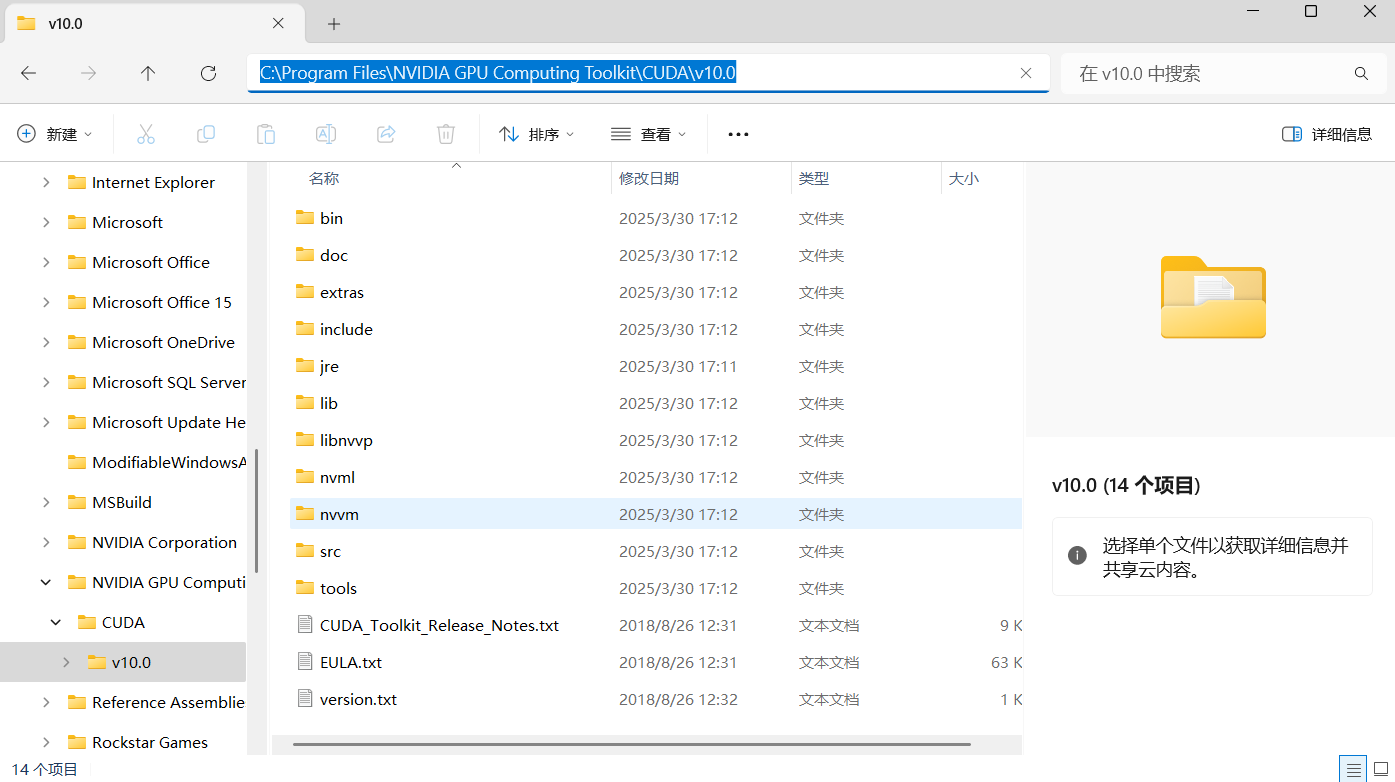 v10.0
C:\Program Files\NVIDIA GPU Computing Toolkit\CUDA\v10.0
在 v10.0 中搜索
新建
排序
查看
详细信息
Internet Explorer
Microsoft
Microsoft Office
Microsoft Office 15
Microsoft OneDrive
Microsoft SQL Server
Microsoft Update He
ModifiableWindowsA
MSBuild
NVIDIA Corporation
NVIDIA GPU Computi
CUDA
v10.0
Reference Assemblie
Rockstar Games
名称 修改日期 类型 大小
bin 2025/3/30 17:12 文件夹
doc 2025/3/30 17:12 文件夹
extras 2025/3/30 17:12 文件夹
include 2025/3/30 17:12 文件夹
jre 2025/3/30 17:11 文件夹
lib 2025/3/30 17:12 文件夹
libnvvp 2025/3/30 17:12 文件夹
nvml 2025/3/30 17:12 文件夹
nvvm 2025/3/30 17:12 文件夹
src 2025/3/30 17:12 文件夹
tools 2025/3/30 17:12 文件夹
CUDA_Toolkit_Release_Notes.txt 2018/8/26 12:31 文本文档 9 K
EULA.txt 2018/8/26 12:31 文本文档 63 K
version.txt 2018/8/26 12:32 文本文档 1 K
v10.0 (14 个项目)
选择单个文件以获取详细信息并
共享云内容。
14 个项目